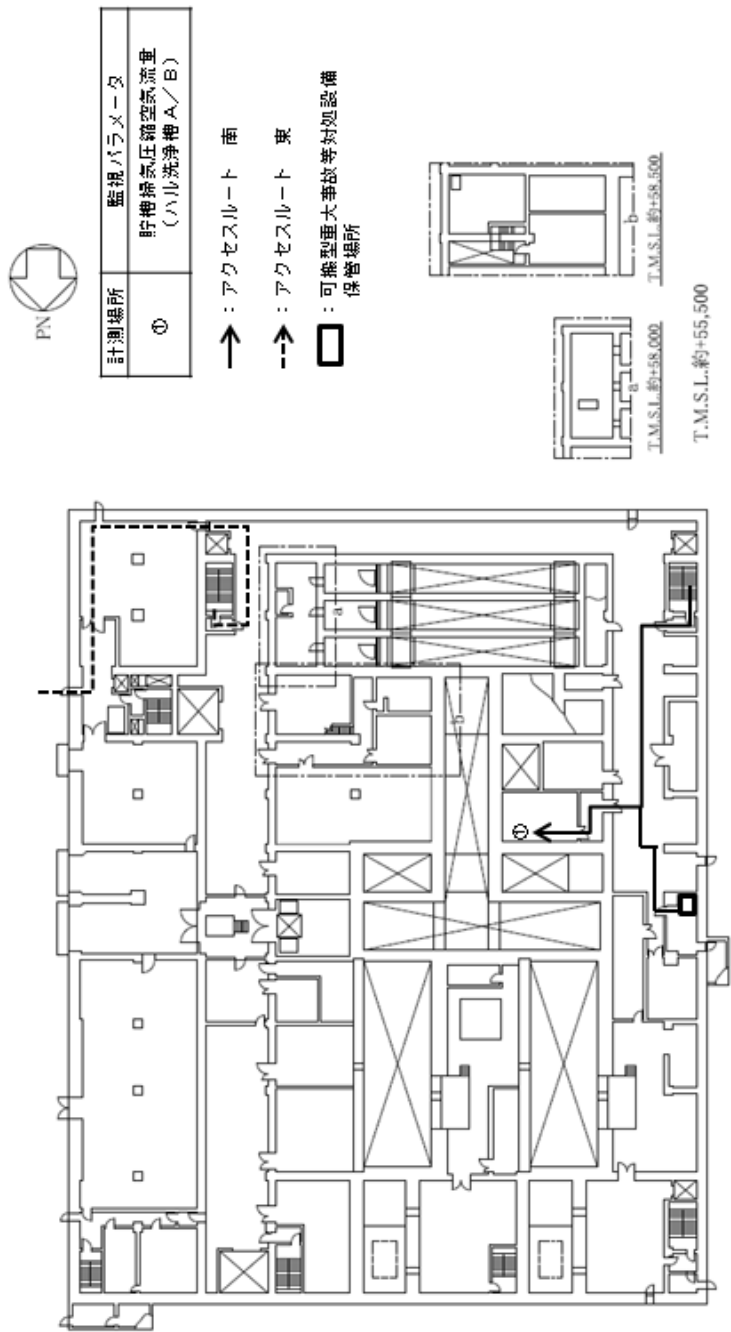 PN
計測場所
監視パラメータ
①
貯槽掃気圧縮空気流量
（ハル洗浄槽A／B）
：アクセスルート　南
：アクセスルート　東
：可搬型重大事故等対処設備
保管場所
a
b
①
a
T.M.S.L.約+58,000
b
T.M.S.L.約+58,500
T.M.S.L.約+55,500